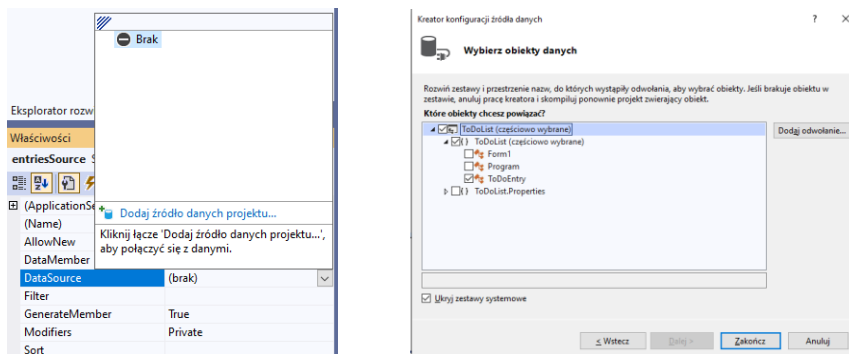 Brak
Eksplorator rozw
Właściwości
entriesSource
(ApplicationSe
(Name)
AllowNew
DataMember
Dodaj źródło danych projektu...
Kliknij łącze 'Dodaj źródło danych projektu...',
aby połączyć się z danymi.
DataSource (brak)
Filter
GenerateMember True
Modifiers Private
Sort
Kreator konfiguracji źródła danych
Wybierz obiekty danych
Rozwiń zestawy i przestrzenie nazw, do których wystąpiły odwołania, aby wybrać obiekty. Jeśli brakuje obiektu w
zestawie, anuluj pracę kreatora i skompiluj ponownie projekt zwierający obiekt.
Które obiekty chcesz powiązać?
ToDoList (częściowo wybrane)
{ } ToDoList (częściowo wybrane)
Form1
Program
ToDoEntry
{ } ToDoList.Properties
Dodaj odwołanie...
Ukryj zestawy systemowe
< Wstecz Dalej > Zakończ Anuluj